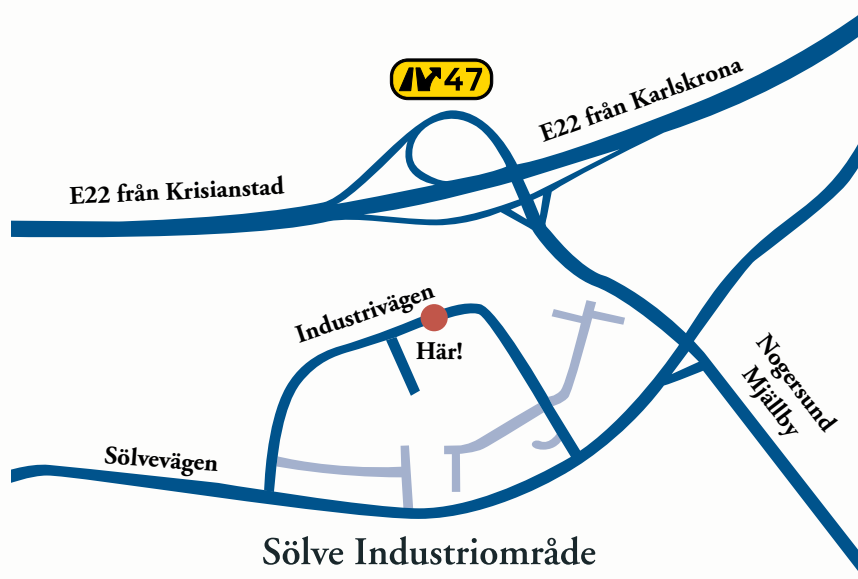 47
E22 från Karlskrona
E22 från Krisianstad
Industrivägen
Här!
Nogersund
Mjällby
Sölvevägen
Sölve Industriområde